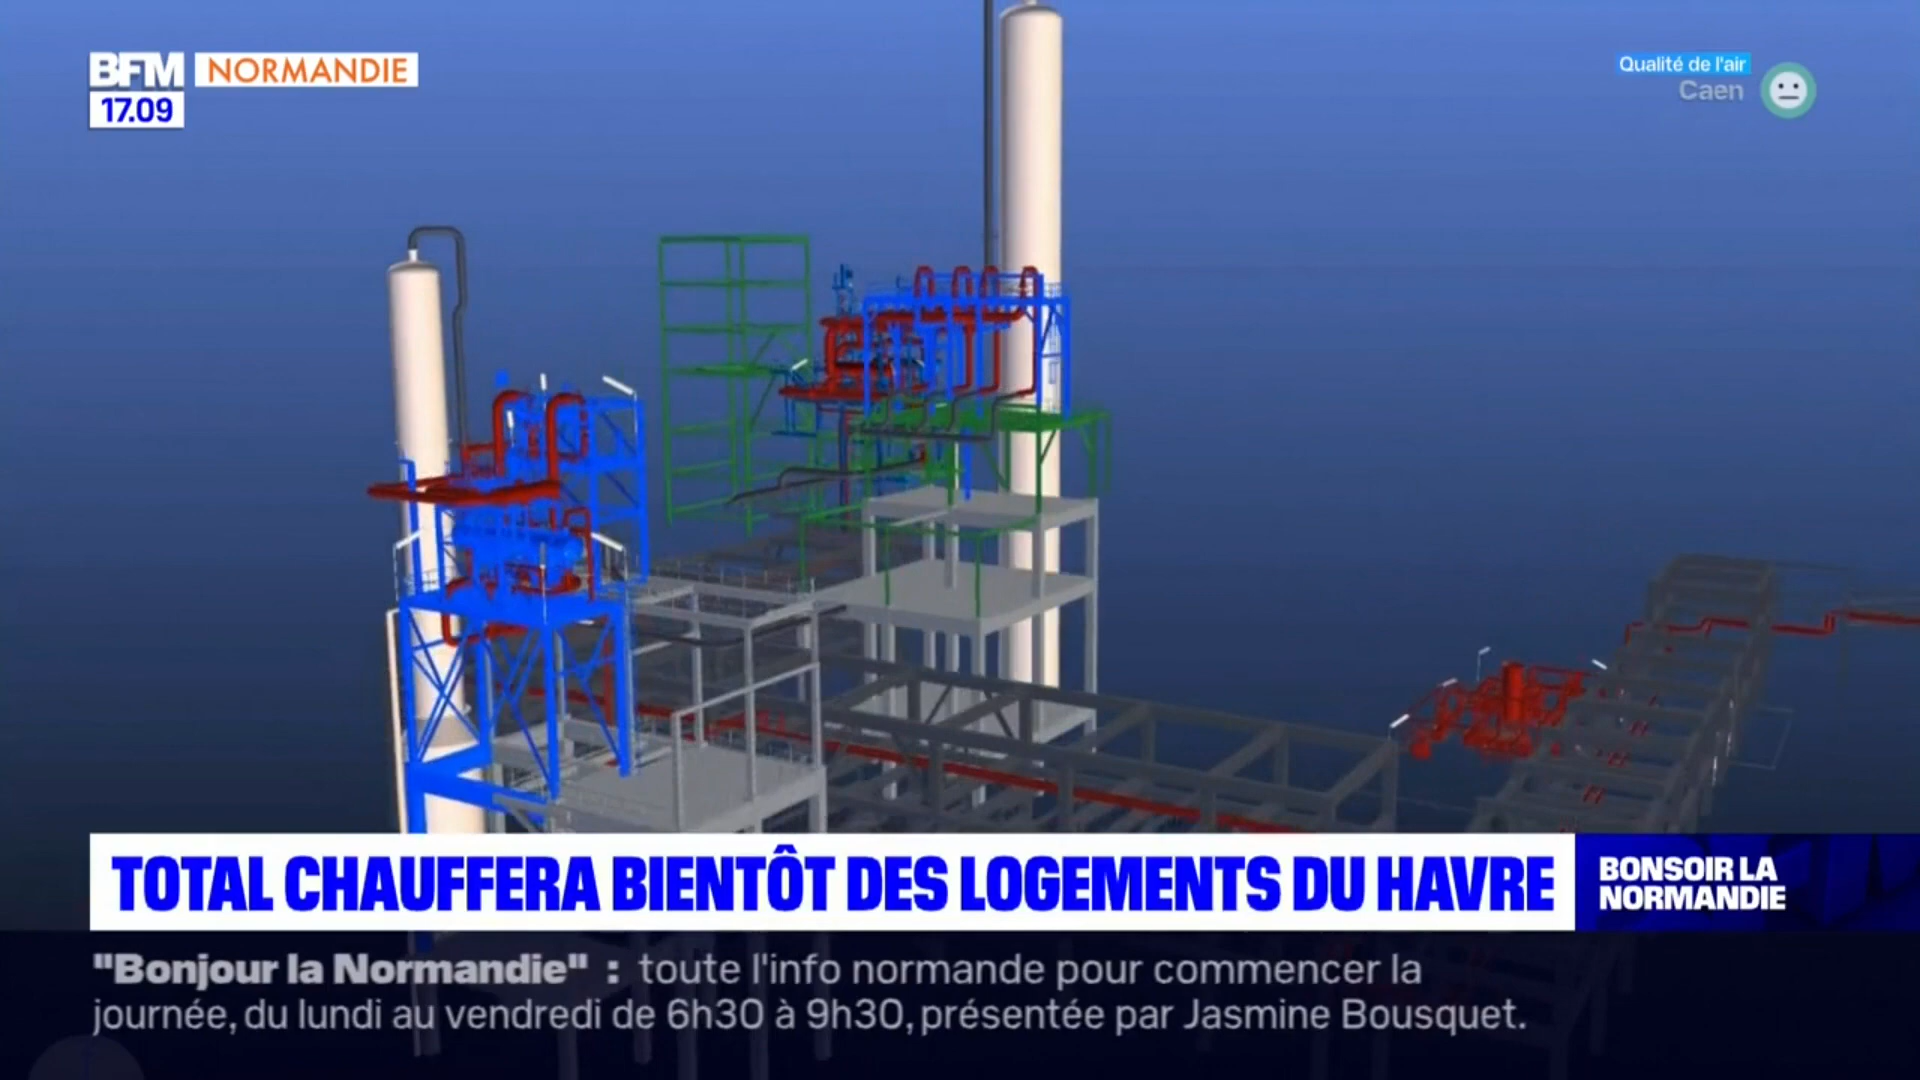 BFM NORMANDIE
17.09
Qualité de l'air
Caen
TOTAL CHAUFFERA BIENTÔT DES LOGEMENTS DU HAVRE
BONSOIR LA
NORMANDIE
"Bonjour la Normandie" : toute l'info normande pour commencer la
journée, du lundi au vendredi de 6h30 à 9h30, présentée par Jasmine Bousquet.